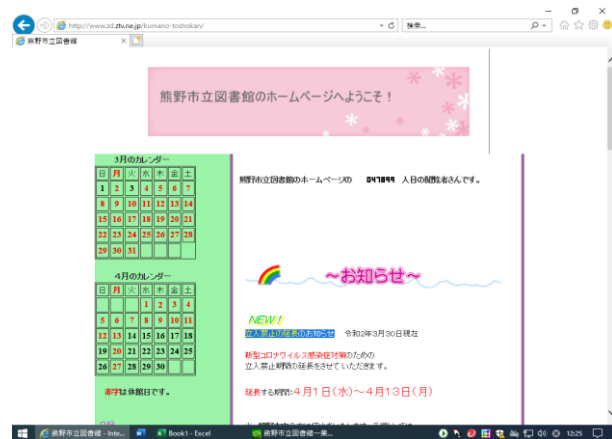 http://www.zd.ztv.ne.jp/kumano-toshokan/
検索...
熊野市立図書館
熊野市立図書館のホームページへようこそ！
3月のカレンダー
日 月 火 水 木 金 土
1 2 3 4 5 6 7
8 9 10 11 12 13 14
15 16 17 18 19 20 21
22 23 24 25 26 27 28
29 30 31
4月のカレンダー
日 月 火 水 木 金 土
1 2 3 4
5 6 7 8 9 10 11
12 13 14 15 16 17 18
19 20 21 22 23 24 25
26 27 28 29 30
赤字は休館日です。
熊野市立図書館のホームページの 047899 人目の閲覧者さんです。
～お知らせ～
NEW!
立入禁止の延長のお知らせ 令和2年3月30日現在
新型コロナウイルス感染症対策のための
立入禁止期間の延長をさせていただきます。
延長する期間:４月１日（水）～４月１３日（月）
熊野市立図書館 - Inte...
Book1 - Excel
熊野市立図書館ー果...
12:25